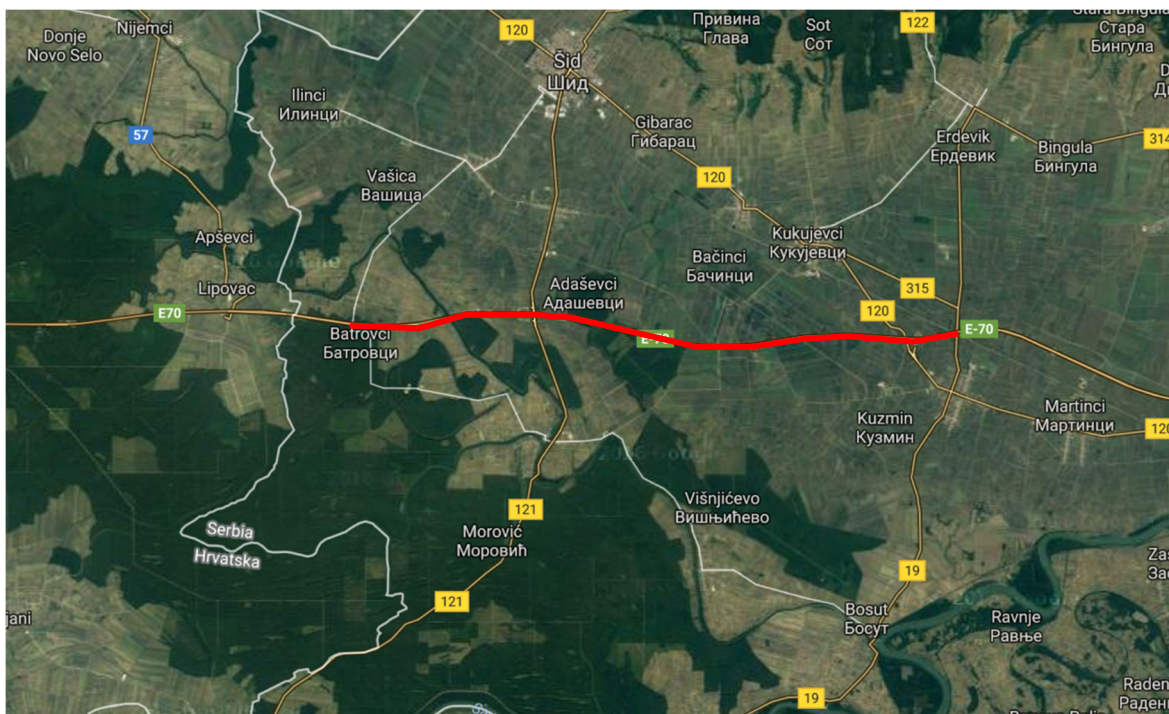 Nijemci
Donje
Novo Selo
120
Šid
Шид
Привина
Глава
Sot
Сот
122
Стара
Бингула
Ilinci
Илинци
57
Gibarac
Гибарац
Erdevik
Ердевик
Bingula
Бингула
314
Vašica
Вашица
120
Apševci
Kukujevci
Кукујевци
Bačinci
Бачинци
Lipovac
Adaševci
Адашевци
315
120
E70
Batrovci
Батровци
E-70
E-70
Kuzmin
Кузмин
Martinci
Мартинци
120
Višnjićevo
Вишњићево
121
Serbia
Hrvatska
Morović
Моровић
19
121
Bosut
Босут
Ravnje
Равње
19